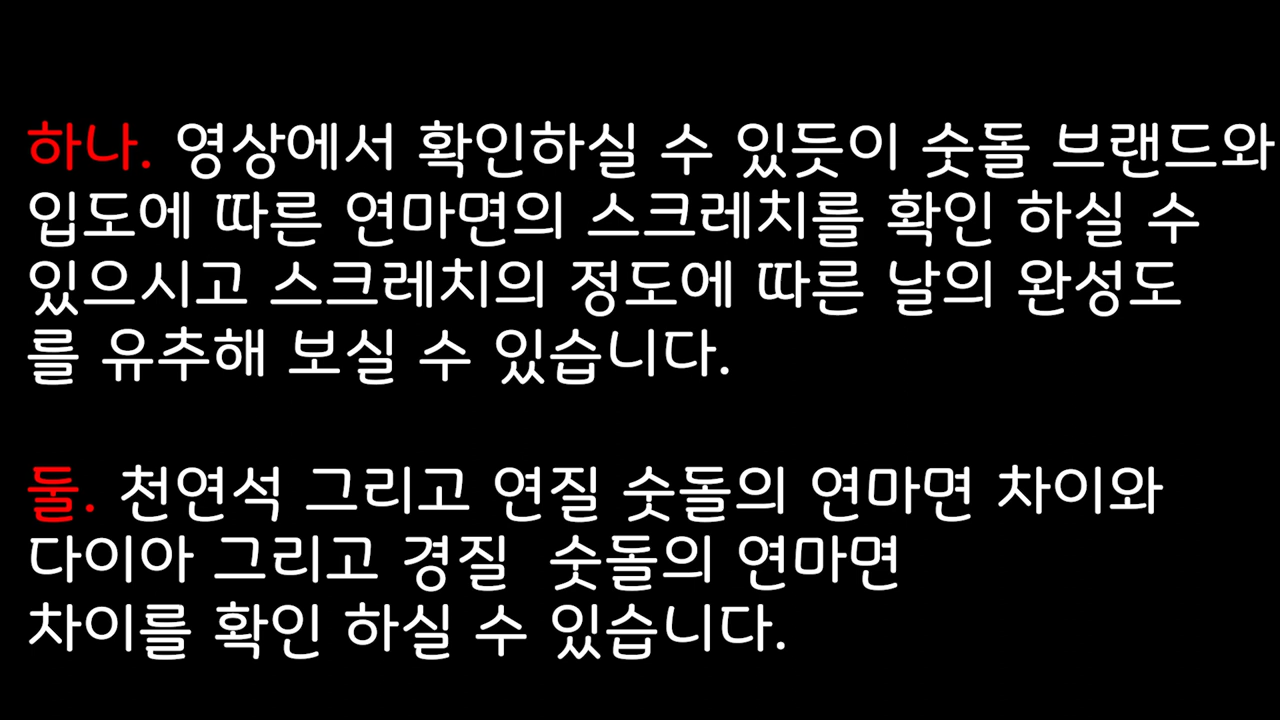 하나. 영상에서 확인하실 수 있듯이 숫돌 브랜드와
입도에 따른 연마면의 스크레치를 확인 하실 수
있으시고 스크레치의 정도에 따른 날의 완성도
를 유추해 보실 수 있습니다.
둘. 천연석 그리고 연질 숫돌의 연마면 차이와
다이아 그리고 경질  숫돌의 연마면
차이를 확인 하실 수 있습니다.